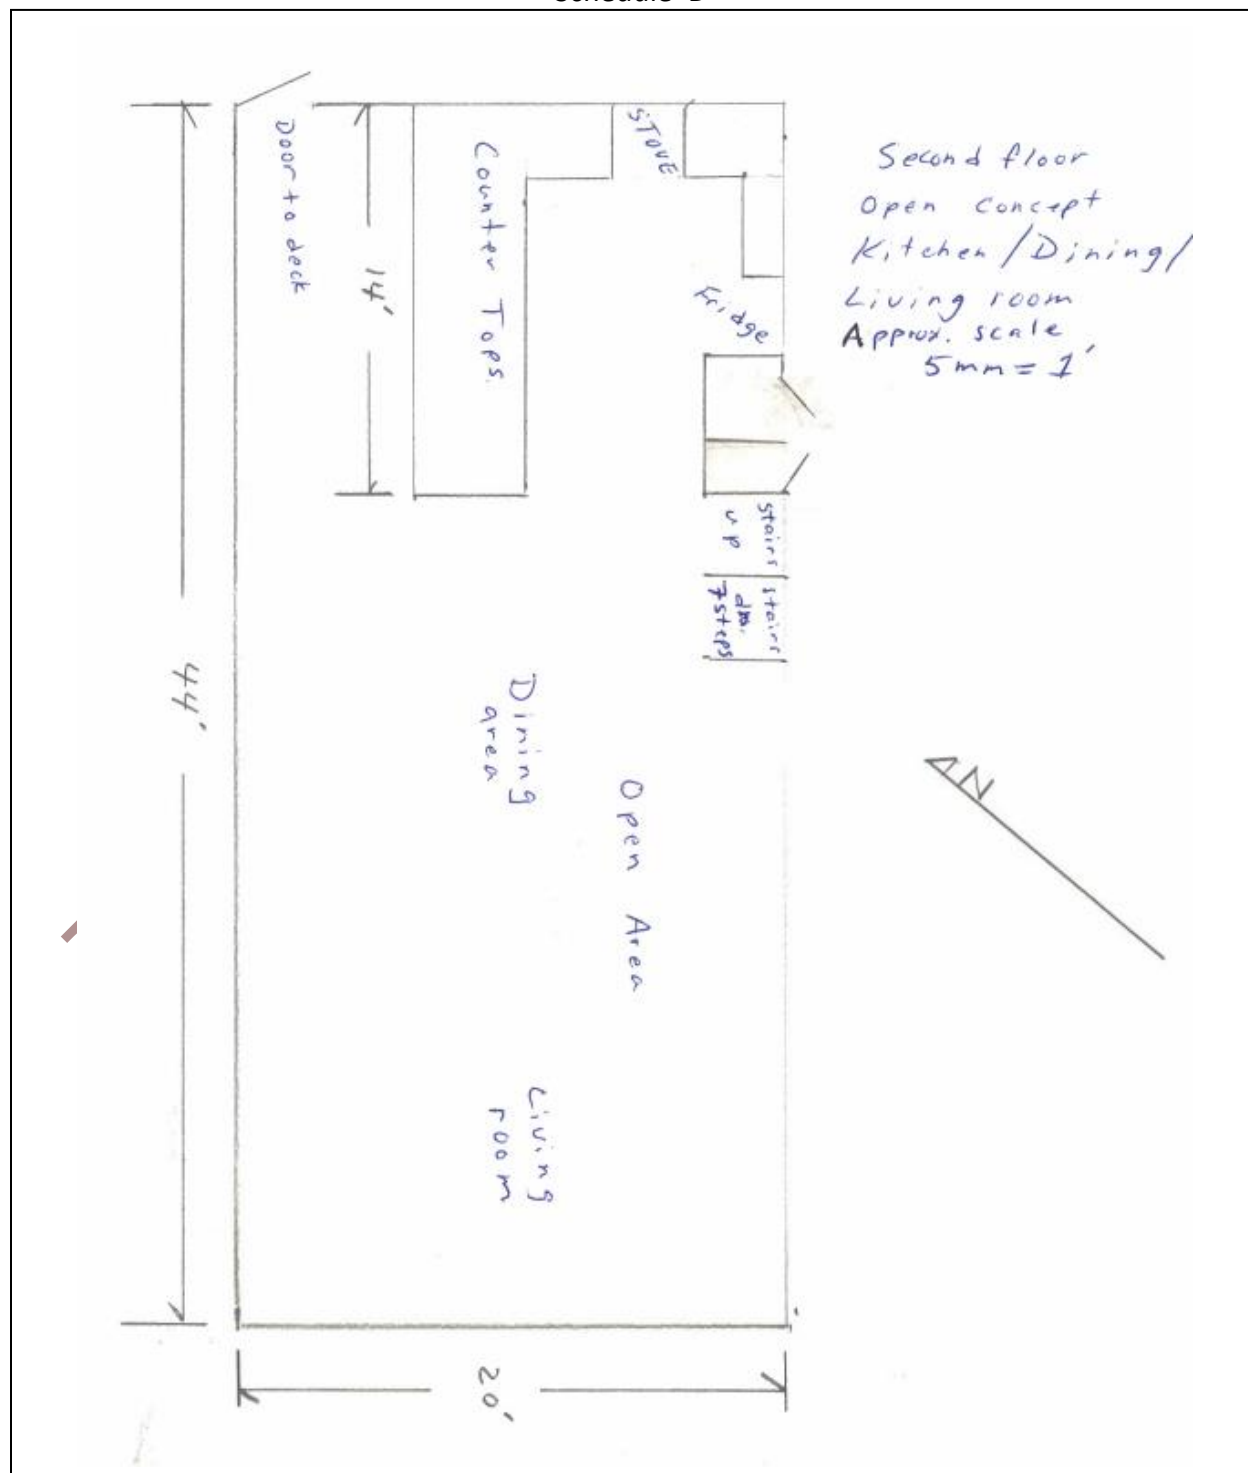 Second floor
Open concept
Kitchen/Dining/
Living room
Approx. scale
5mm = 1'
Door to deck
14'
Counter Tops.
STOVE
Fridge
stairs
up
stairs
dn.
7 steps
44'
Dining
area
Open Area
N
Living
room
20'